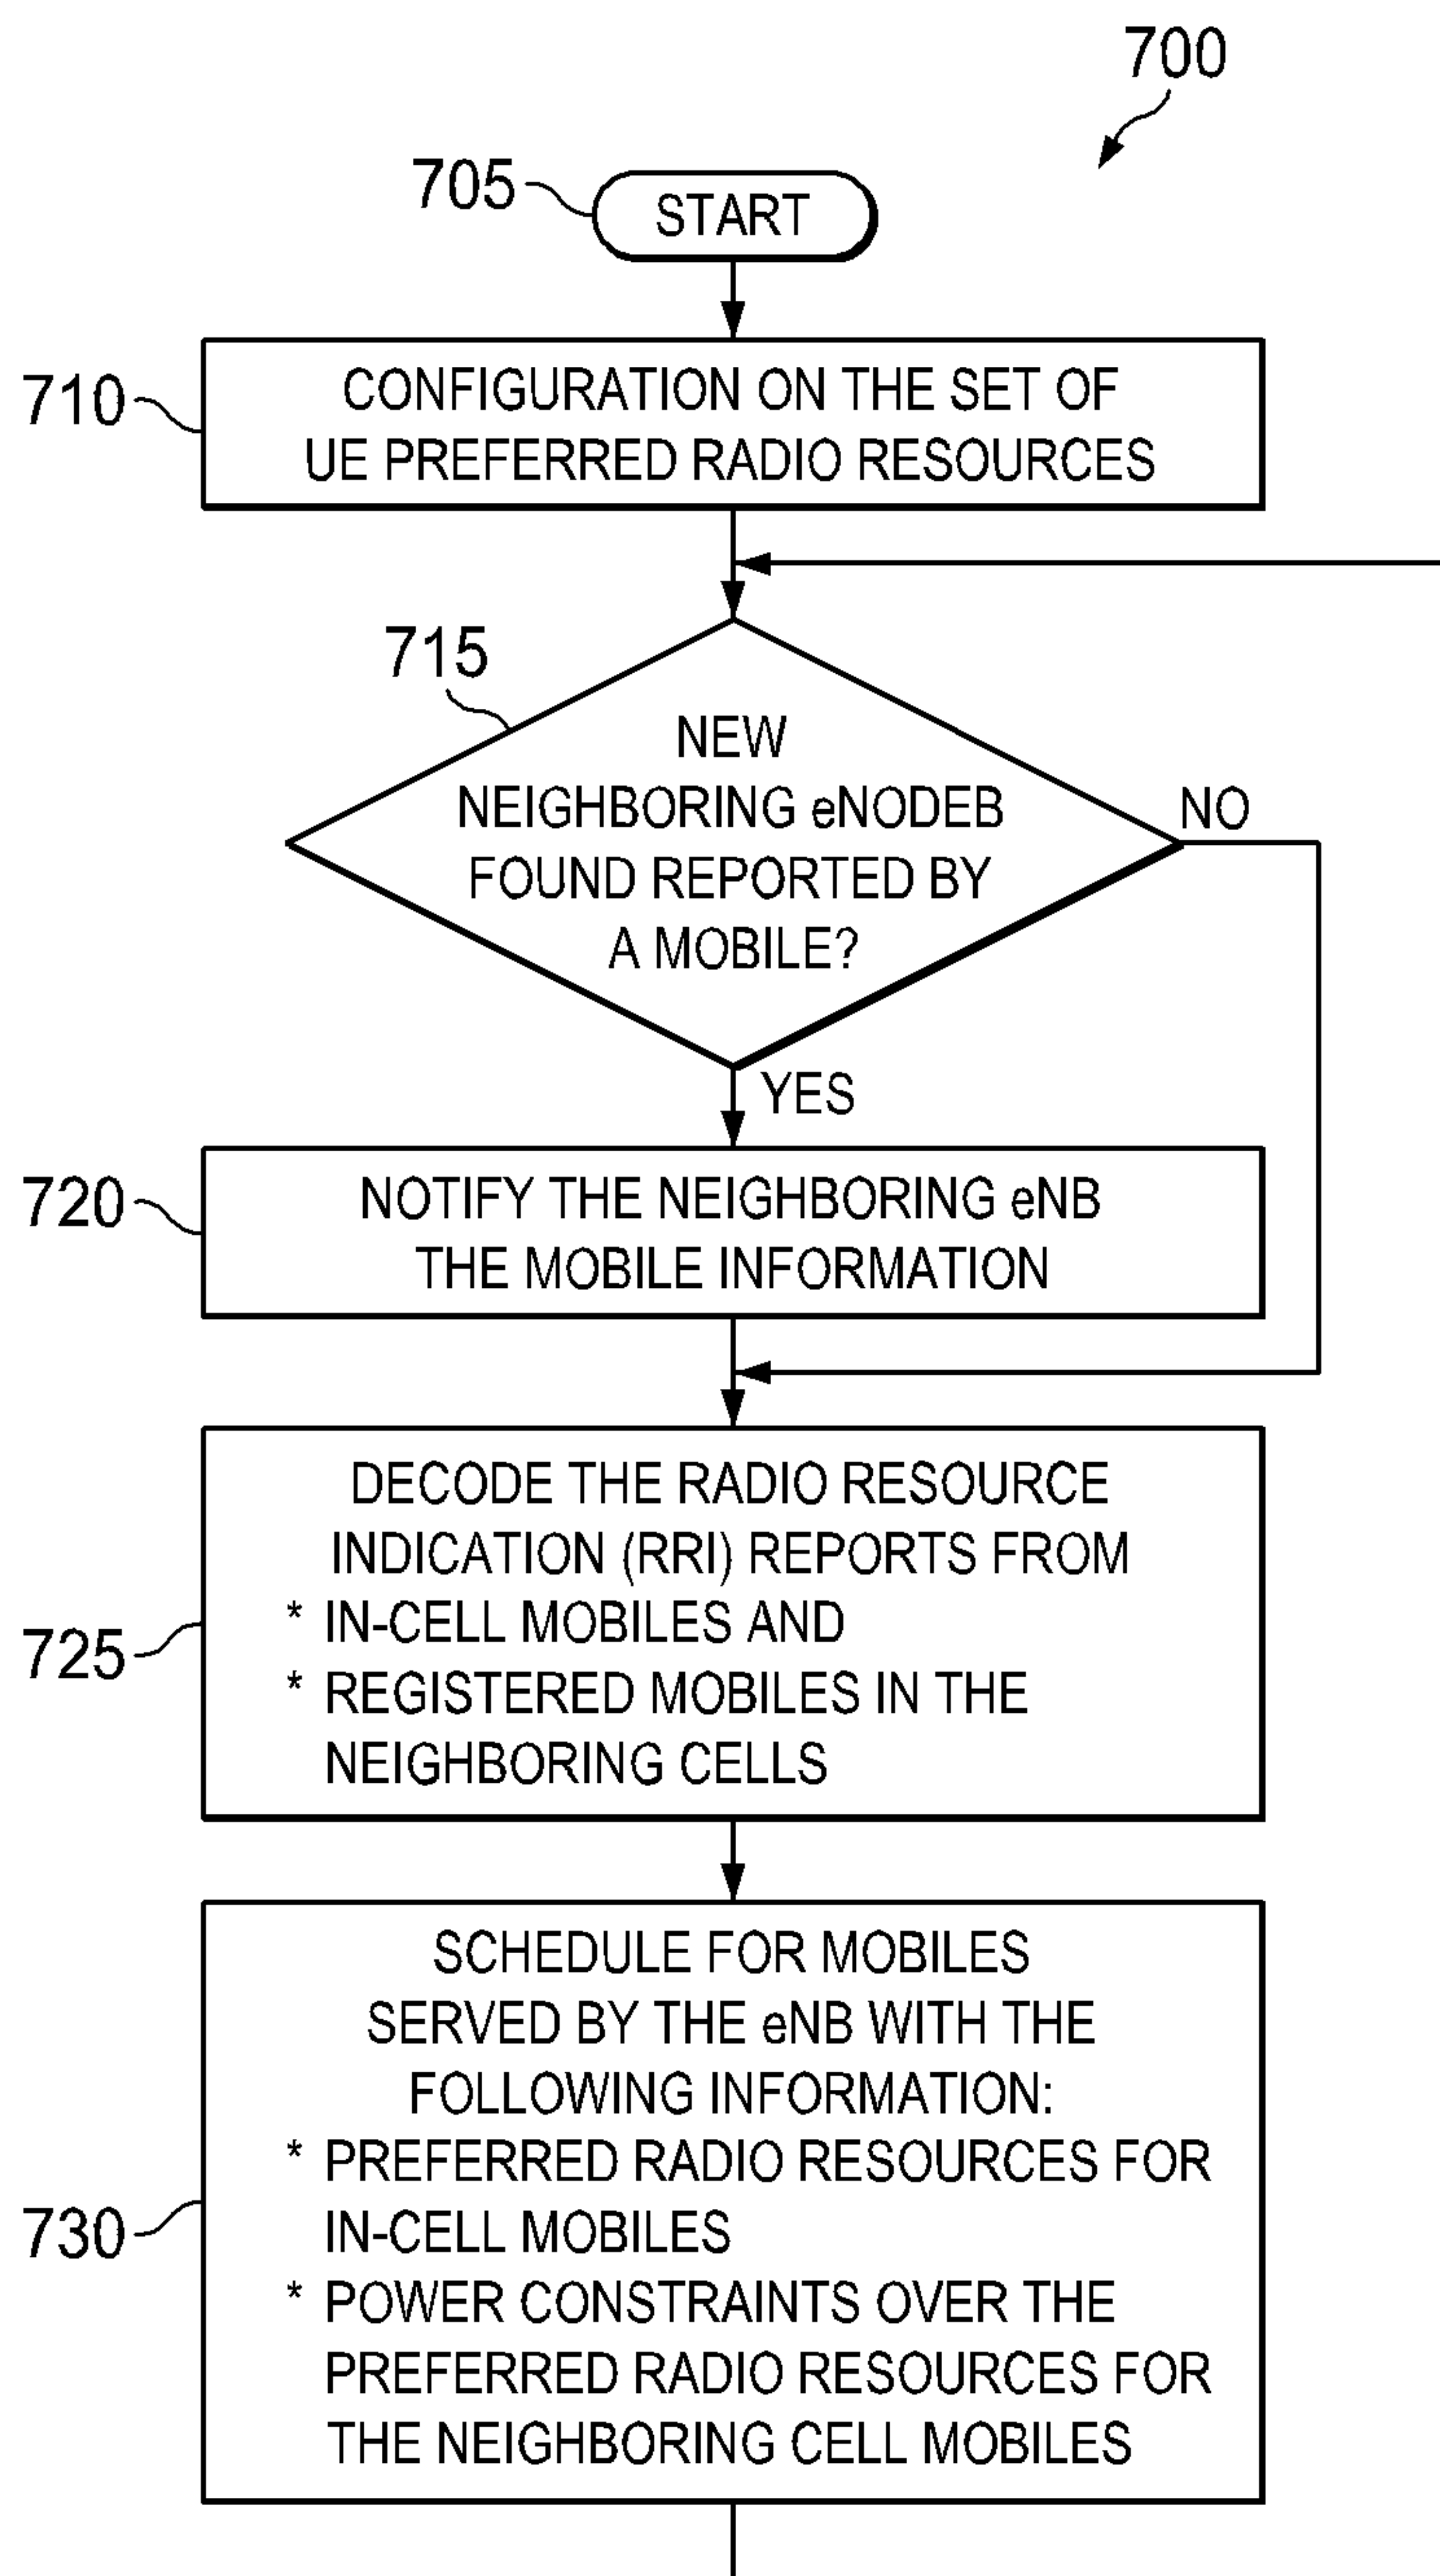 700
705
START
710
CONFIGURATION ON THE SET OF
UE PREFERRED RADIO RESOURCES
715
NEW
NEIGHBORING eNODEB
FOUND REPORTED BY
A MOBILE?
NO
YES
720
NOTIFY THE NEIGHBORING eNB
THE MOBILE INFORMATION
725
DECODE THE RADIO RESOURCE
INDICATION (RRI) REPORTS FROM
* IN-CELL MOBILES AND
* REGISTERED MOBILES IN THE
NEIGHBORING CELLS
730
SCHEDULE FOR MOBILES
SERVED BY THE eNB WITH THE
FOLLOWING INFORMATION:
* PREFERRED RADIO RESOURCES FOR
IN-CELL MOBILES
* POWER CONSTRAINTS OVER THE
PREFERRED RADIO RESOURCES FOR
THE NEIGHBORING CELL MOBILES